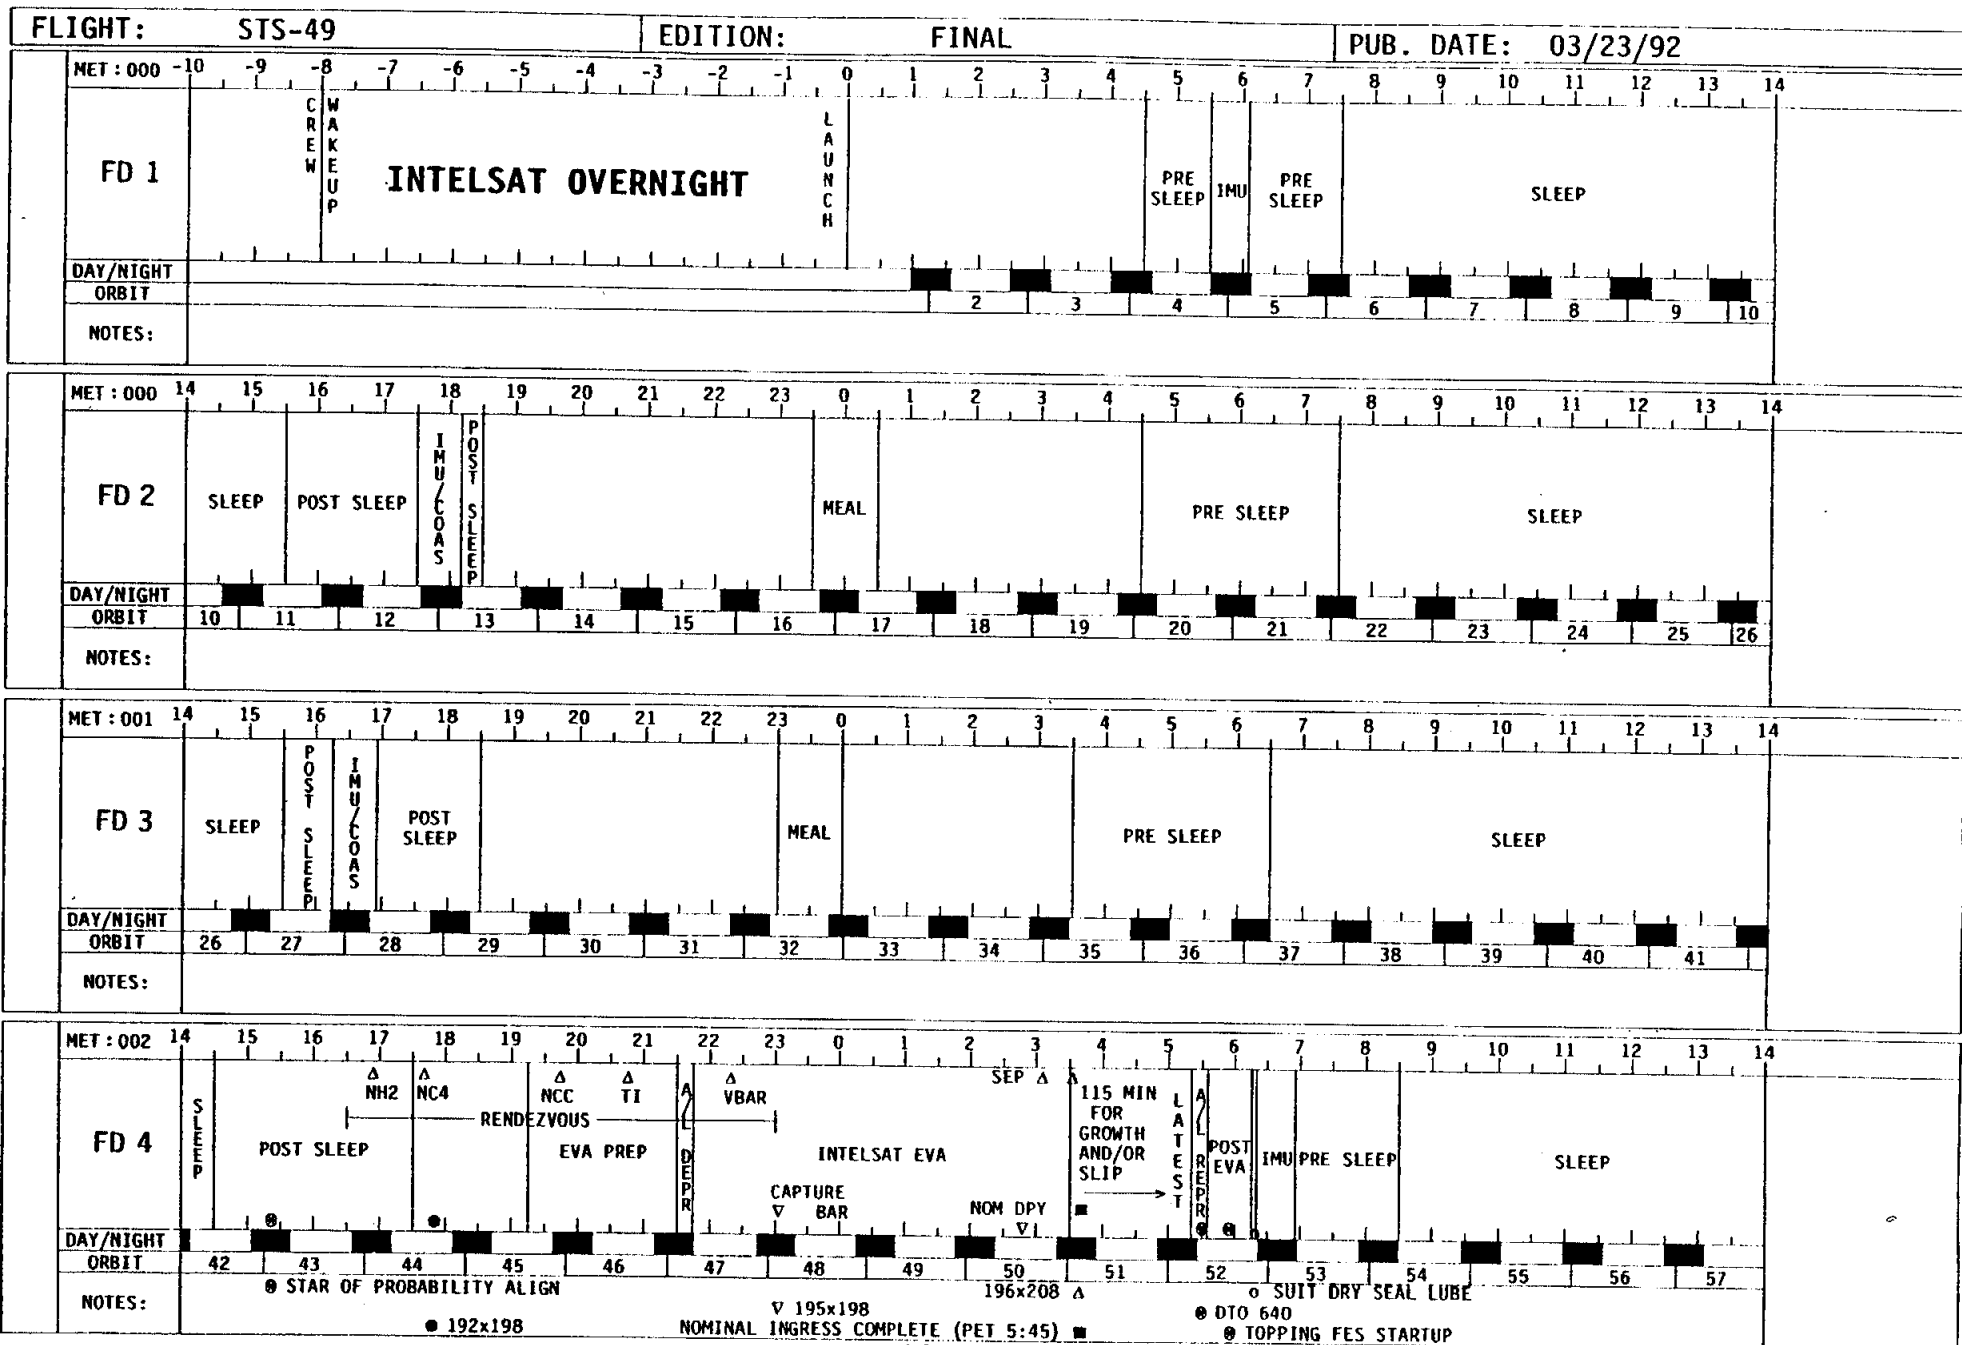 FLIGHT: STS-49 EDITION: FINAL PUB. DATE: 03/23/92
MET:000 -10 -9 -8 -7 -6 -5 -4 -3 -2 -1 0 1 2 3 4 5 6 7 8 9 10 11 12 13 14
FD 1
CREW WAKEUP
INTELSAT OVERNIGHT
LAUNCH
PRE SLEEP
IMU
PRE SLEEP
SLEEP
DAY/NIGHT
ORBIT 2 3 4 5 6 7 8 9 10
NOTES:
MET:000 14 15 16 17 18 19 20 21 22 23 0 1 2 3 4 5 6 7 8 9 10 11 12 13 14
FD 2
SLEEP
POST SLEEP
IMU/COAS
POST SLEEP
MEAL
PRE SLEEP
SLEEP
DAY/NIGHT
ORBIT 10 11 12 13 14 15 16 17 18 19 20 21 22 23 24 25 26
NOTES:
MET:001 14 15 16 17 18 19 20 21 22 23 0 1 2 3 4 5 6 7 8 9 10 11 12 13 14
FD 3
SLEEP
POST SLEEP
IMU/COAS
POST SLEEP
MEAL
PRE SLEEP
SLEEP
DAY/NIGHT
ORBIT 26 27 28 29 30 31 32 33 34 35 36 37 38 39 40 41
NOTES:
MET:002 14 15 16 17 18 19 20 21 22 23 0 1 2 3 4 5 6 7 8 9 10 11 12 13 14
FD 4
SLEEP
NH2 NC4 NCC TI VBAR SEP
RENDEZVOUS
POST SLEEP
EVA PREP
A/L DEPR
INTELSAT EVA
CAPTURE BAR
NOM DPY
115 MIN
FOR
GROWTH
AND/OR
SLIP
LATEST
A/L REPR
POST EVA
IMU
PRE SLEEP
SLEEP
DAY/NIGHT
ORBIT 42 43 44 45 46 47 48 49 50 51 52 53 54 55 56 57
NOTES:
STAR OF PROBABILITY ALIGN
196x208
SUIT DRY SEAL LUBE
195x198
DTO 640
192x198
NOMINAL INGRESS COMPLETE (PET 5:45)
TOPPING FES STARTUP